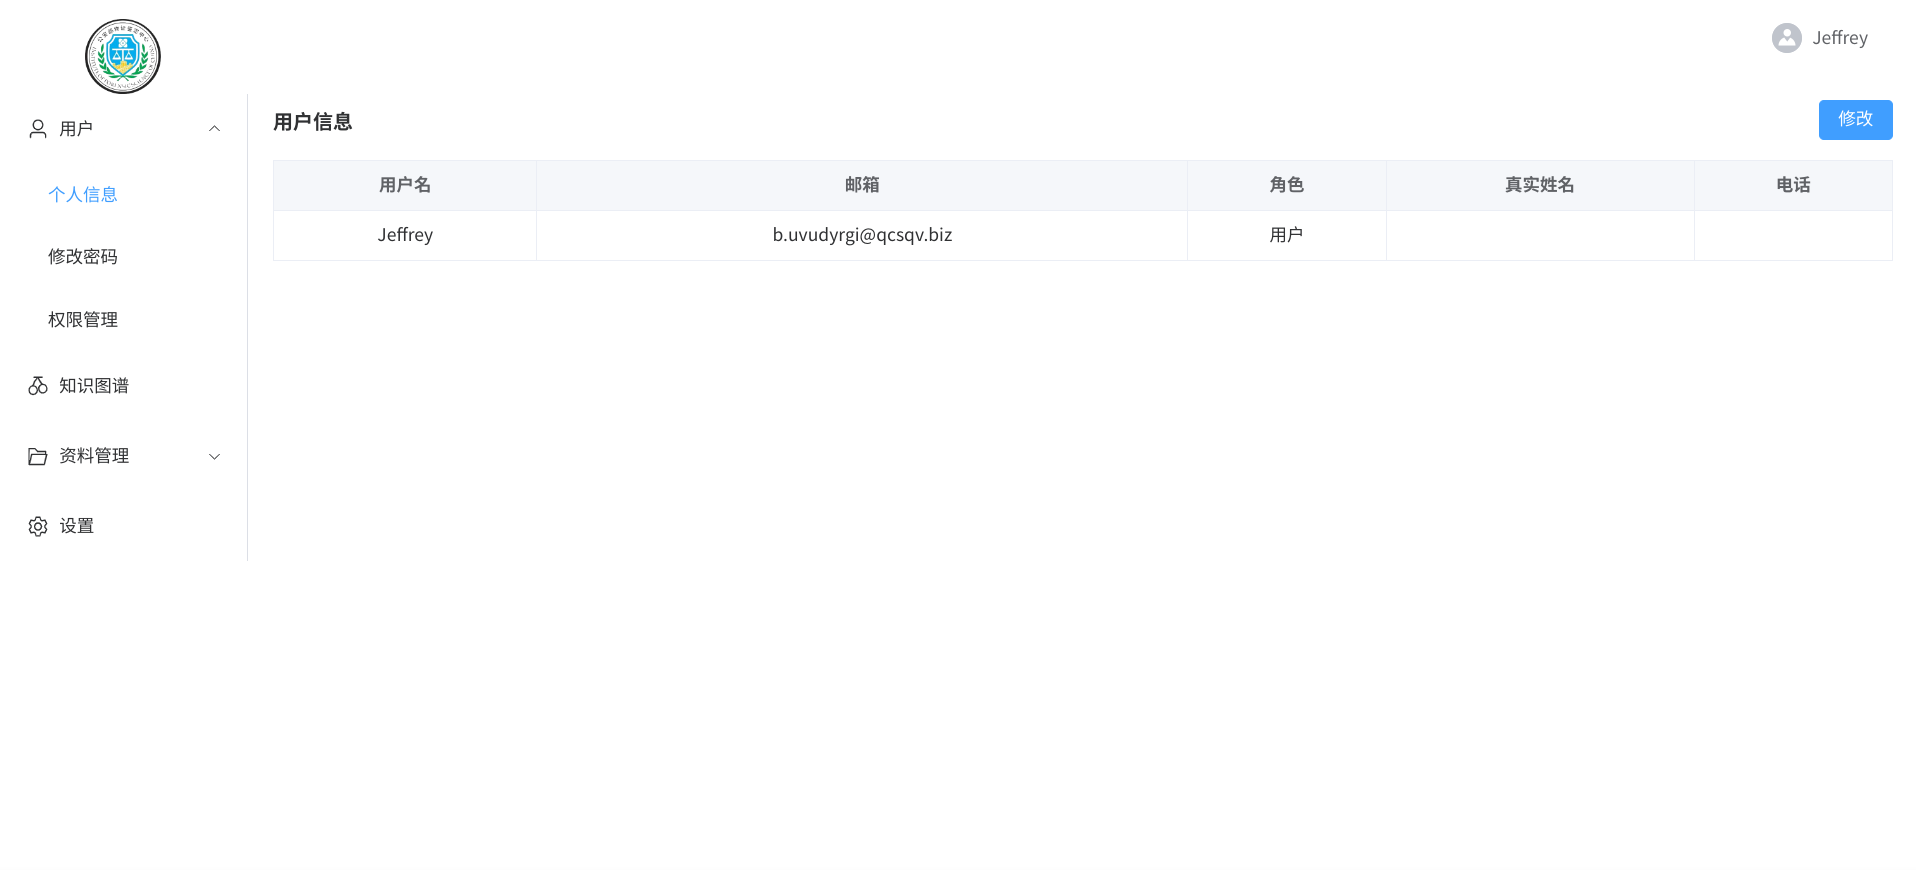 Jeffrey
用户
个人信息
修改密码
权限管理
知识图谱
资料管理
设置
用户信息
修改
用户名 邮箱 角色 真实姓名 电话
Jeffrey b.uvudyrgi@qcsqv.biz 用户